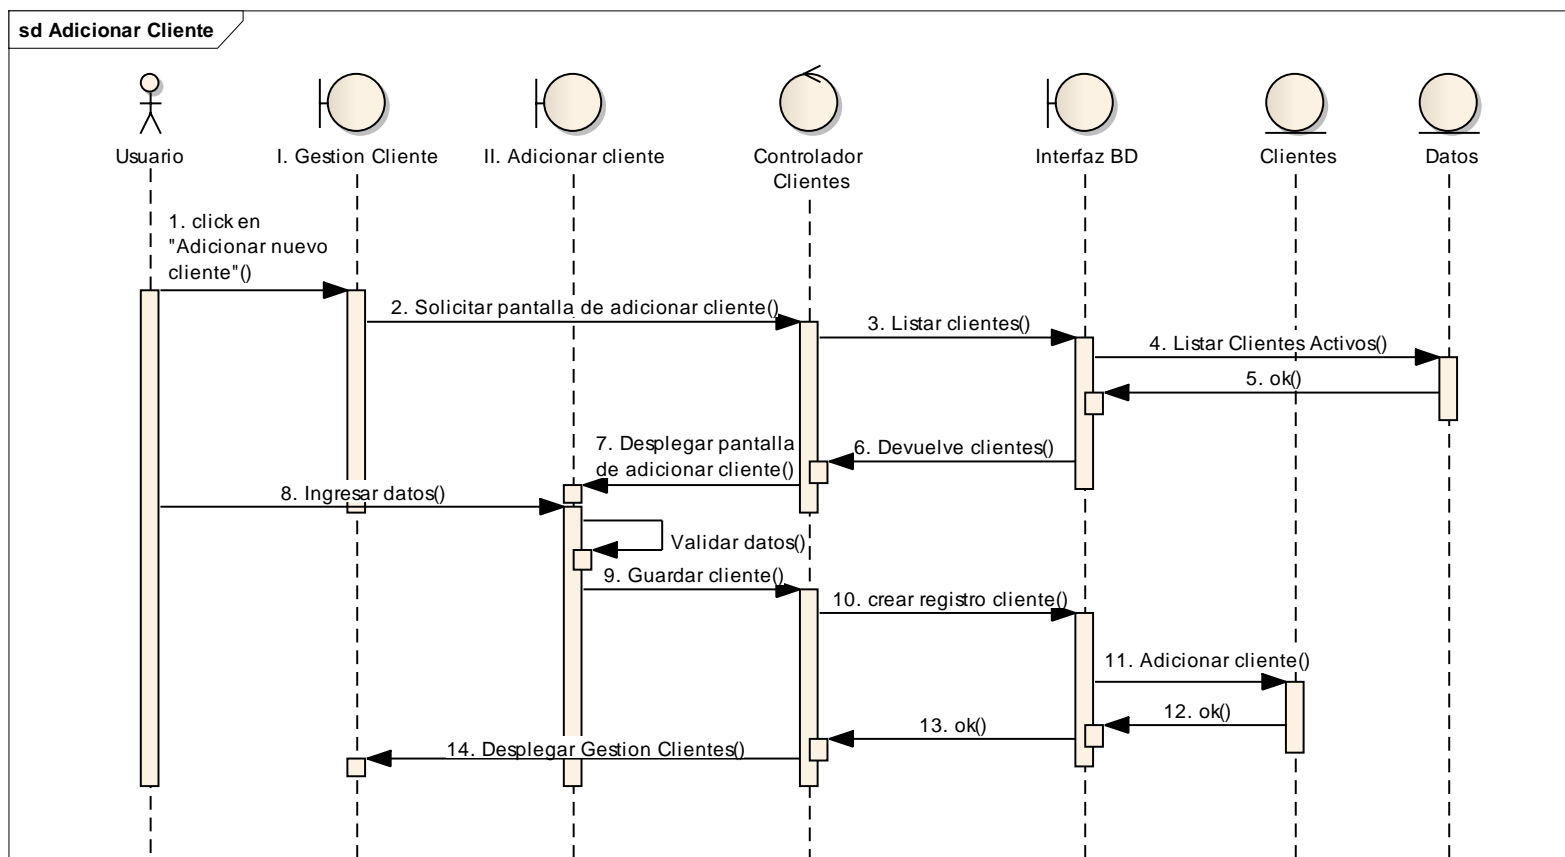 sd Adicionar Cliente
Usuario
I. Gestion Cliente
II. Adicionar cliente
Controlador
Clientes
Interfaz BD
Clientes
Datos
1. click en
"Adicionar nuevo
cliente"()
2. Solicitar pantalla de adicionar cliente()
3. Listar clientes()
4. Listar Clientes Activos()
5. ok()
6. Devuelve clientes()
7. Desplegar pantalla
de adicionar cliente()
8. Ingresar datos()
Validar datos()
9. Guardar cliente()
10. crear registro cliente()
11. Adicionar cliente()
12. ok()
13. ok()
14. Desplegar Gestion Clientes()